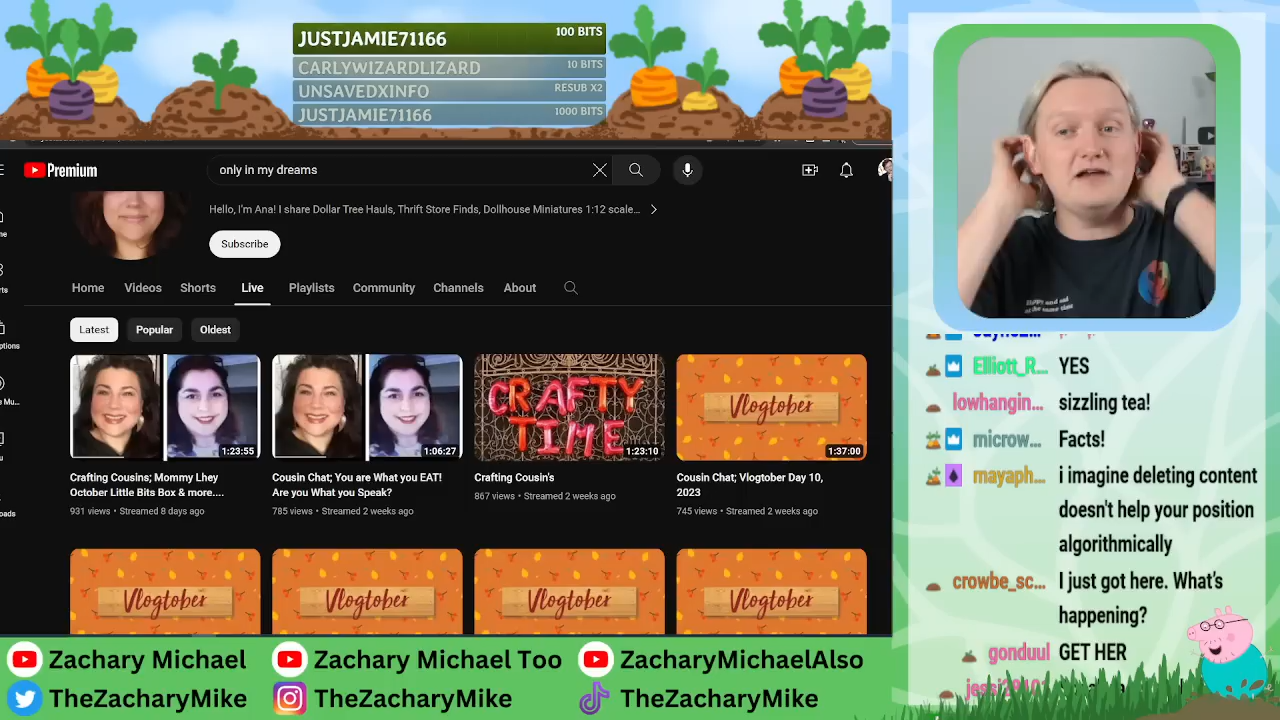 JUSTJAMIE71166 100 BITS
CARLYWIZARDLIZARD 10 BITS
UNSAVEDXINFO RESUB X2
JUSTJAMIE71166 1000 BITS
Premium
only in my dreams
Hello, I'm Ana! I share Dollar Tree Hauls, Thrift Store Finds, Dollhouse Miniatures 1:12 scale...
Subscribe
Home Videos Shorts Live Playlists Community Channels About
Latest Popular Oldest
1:23:55
1:06:27
CRAFTY
TIME
1:23:10
Vlogtober
1:37:00
Crafting Cousins; Mommy Lhey
October Little Bits Box & more....
931 views • Streamed 8 days ago
Cousin Chat; You are What you EAT!
Are you What you Speak?
785 views • Streamed 2 weeks ago
Crafting Cousin's
867 views • Streamed 2 weeks ago
Cousin Chat; Vlogtober Day 10,
2023
745 views • Streamed 2 weeks ago
Vlogtober
Vlogtober
Vlogtober
Vlogtober
Zachary Michael
Zachary Michael Too
ZacharyMichaelAlso
TheZacharyMike
TheZacharyMike
TheZacharyMike
Elliott_R... YES
lowhangin... sizzling tea!
microw... Facts!
mayaph... i imagine deleting content
doesn't help your position
algorithmically
crowbe_sc... I just got here. What's
happening?
gonduul GET HER